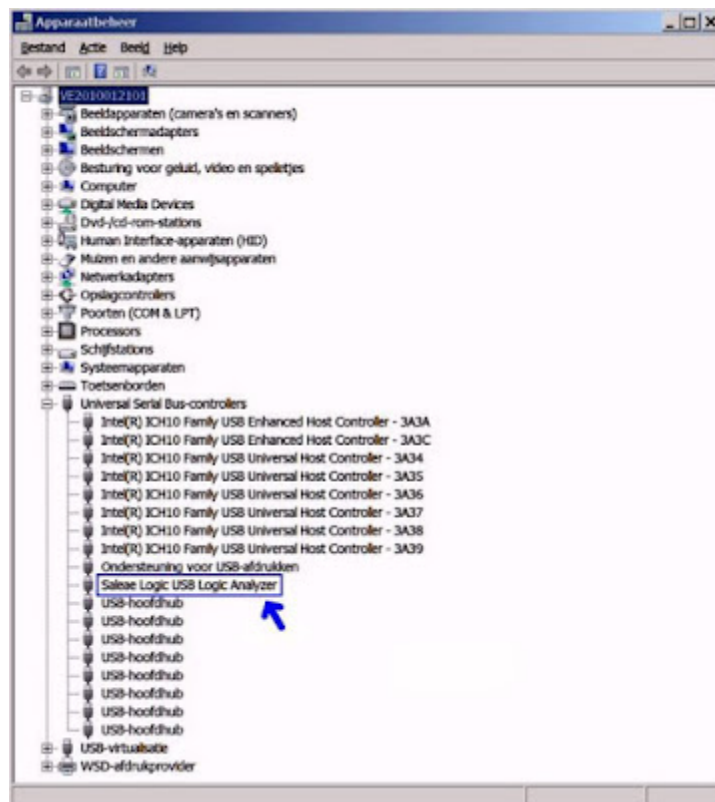 Apparaatbeheer
Bestand Actie Beeld Help
VE2010012101
Beeldapparaten (camera's en scanners)
Beeldschermadapters
Beeldschermen
Besturing voor geluid, video en spelletjes
Computer
Digital Media Devices
Dvd-/cd-rom-stations
Human Interface-apparaten (HID)
Muizen en andere aanwijsapparaten
Netwerkadapters
Opslagcontrollers
Poorten (COM & LPT)
Processors
Schijfstations
Systeemapparaten
Toetsenborden
Universal Serial Bus-controllers
Intel(R) ICH10 Family USB Enhanced Host Controller - 3A3A
Intel(R) ICH10 Family USB Enhanced Host Controller - 3A3C
Intel(R) ICH10 Family USB Universal Host Controller - 3A34
Intel(R) ICH10 Family USB Universal Host Controller - 3A35
Intel(R) ICH10 Family USB Universal Host Controller - 3A36
Intel(R) ICH10 Family USB Universal Host Controller - 3A37
Intel(R) ICH10 Family USB Universal Host Controller - 3A38
Intel(R) ICH10 Family USB Universal Host Controller - 3A39
Ondersteuning voor USB-afdrukken
Saleae Logic USB Logic Analyzer
USB-hoofdhub
USB-hoofdhub
USB-hoofdhub
USB-hoofdhub
USB-hoofdhub
USB-hoofdhub
USB-hoofdhub
USB-hoofdhub
USB-virtualisatie
WSD-afdrukprovider